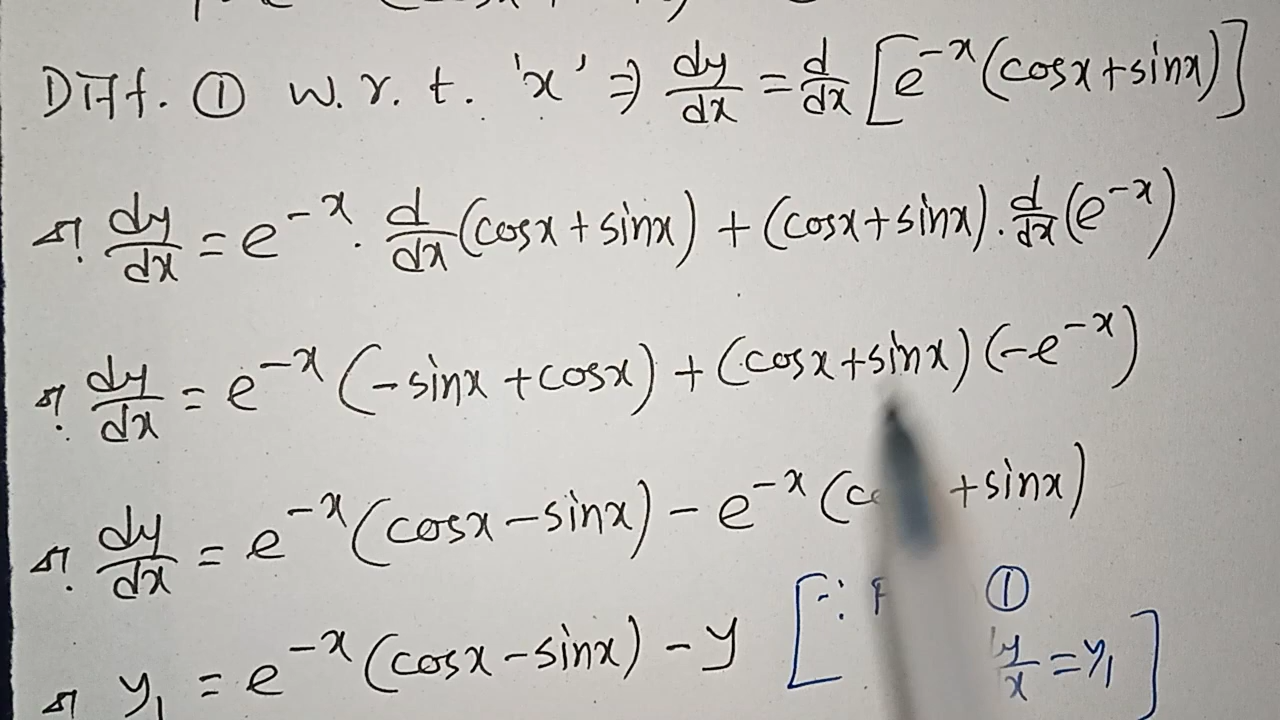 Diff. ① w.r.t. 'x' ⇒ dy/dx = d/dx [e^-x (cosx + sinx)]
dy/dx = e^-x . d/dx (cosx + sinx) + (cosx + sinx) . d/dx (e^-x)
dy/dx = e^-x (-sinx + cosx) + (cosx + sinx) (-e^-x)
dy/dx = e^-x (cosx - sinx) - e^-x ( + sinx)
y₁ = e^-x (cosx - sinx) - y [∵ ①
y/x = y₁]